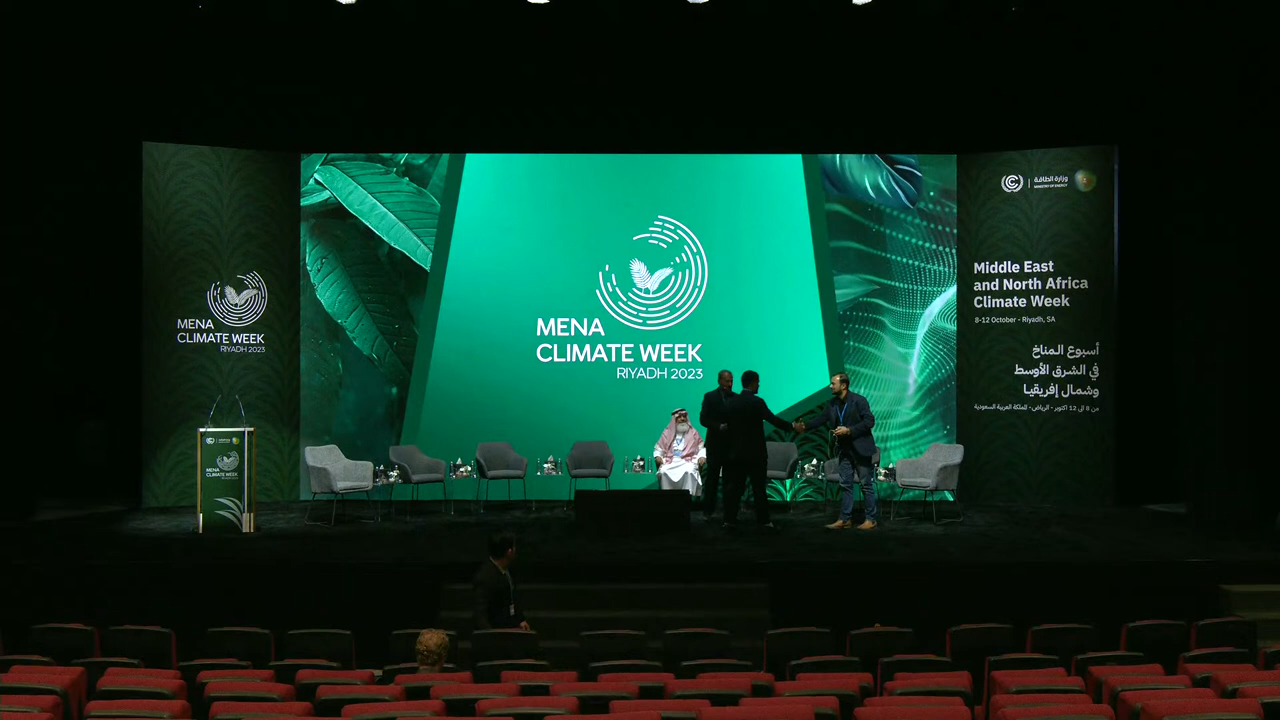 MENA
CLIMATE WEEK
RIYADH 2023
MENA
CLIMATE WEEK
RIYADH 2023
وزارة الطاقة
MINISTRY OF ENERGY
Middle East
and North Africa
Climate Week
8-12 October - Riyadh, SA
أسبوع المناخ
في الشرق الأوسط
وشمال إفريقيا
من 8 الى 12 اكتوبر - الرياض، المملكة العربية السعودية
MENA
CLIMATE WEEK